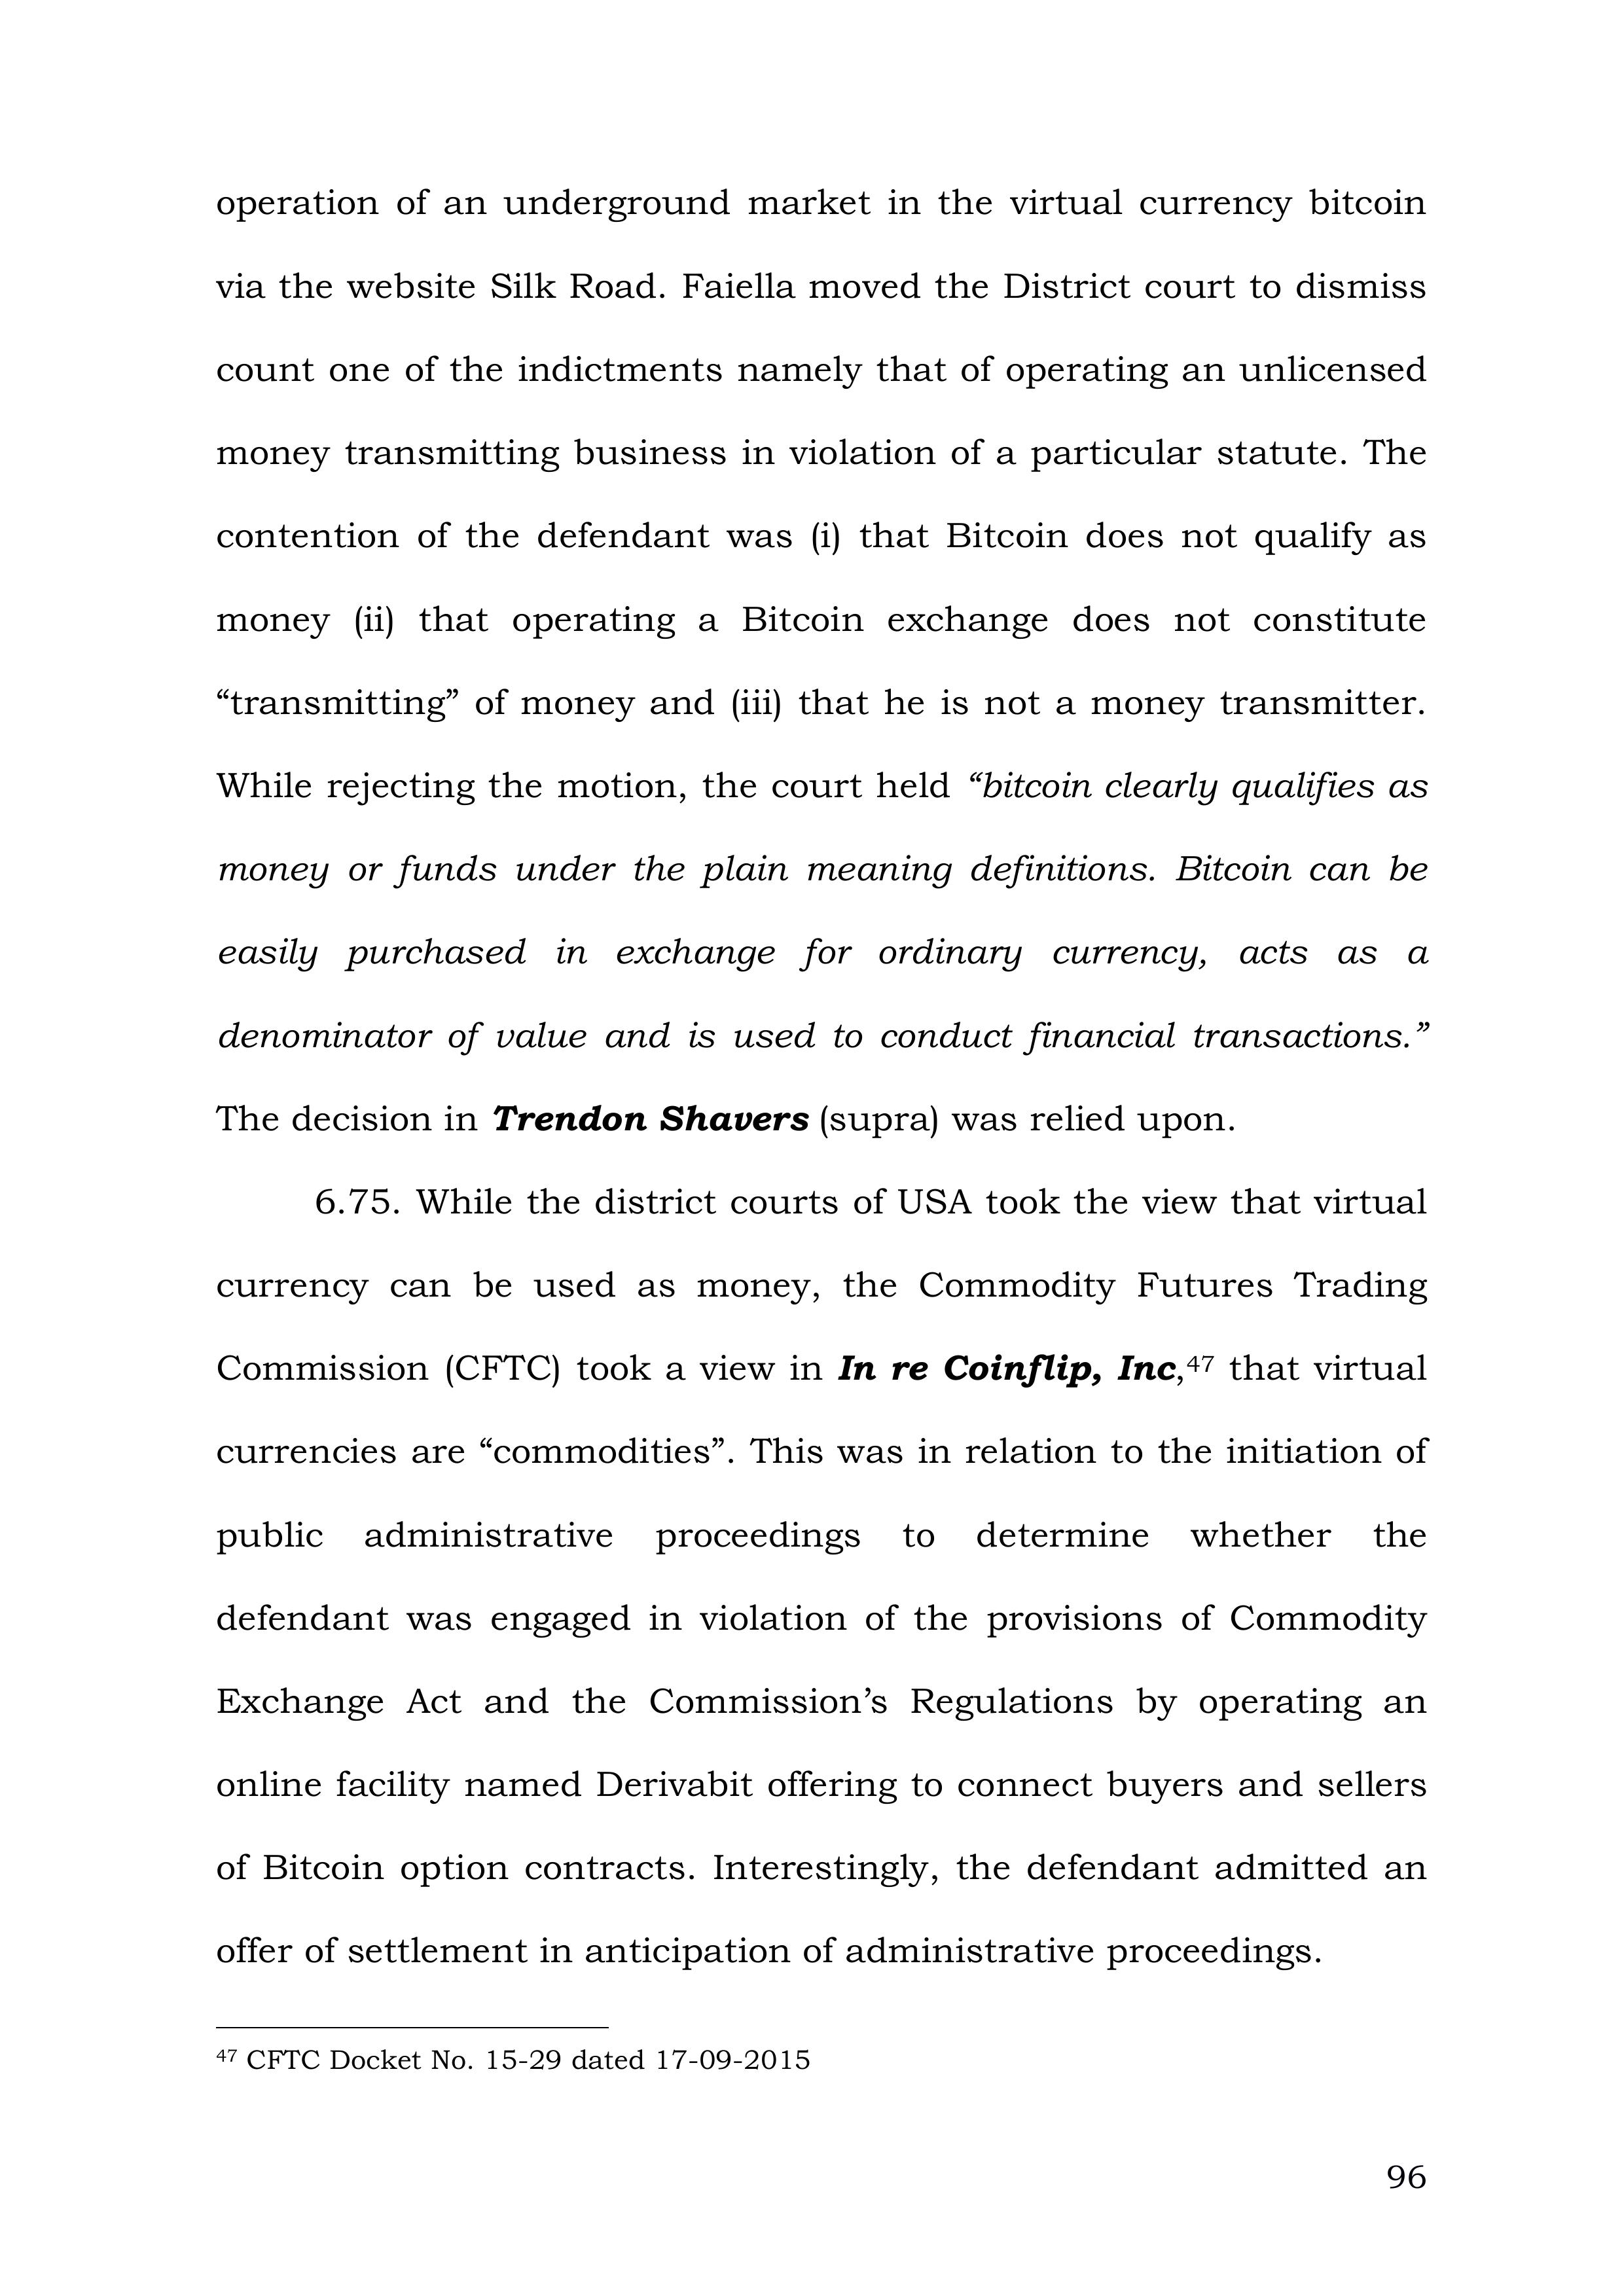 operation of an underground market in the virtual currency bitcoin
via the website Silk Road. Faiella moved the District court to dismiss
count one of the indictments namely that of operating an unlicensed
money transmitting business in violation of a particular statute. The
contention of the defendant was (i) that Bitcoin does not qualify as
money (ii) that operating a Bitcoin exchange does not constitute
“transmitting” of money and (iii) that he is not a money transmitter.
While rejecting the motion, the court held “bitcoin clearly qualifies as
money or funds under the plain meaning definitions. Bitcoin can be
easily purchased in exchange for ordinary currency, acts as a
denominator of value and is used to conduct financial transactions.”
The decision in Trendon Shavers (supra) was relied upon.
6.75. While the district courts of USA took the view that virtual
currency can be used as money, the Commodity Futures Trading
Commission (CFTC) took a view in In re Coinflip, Inc,47 that virtual
currencies are “commodities”. This was in relation to the initiation of
public administrative proceedings to determine whether the
defendant was engaged in violation of the provisions of Commodity
Exchange Act and the Commission’s Regulations by operating an
online facility named Derivabit offering to connect buyers and sellers
of Bitcoin option contracts. Interestingly, the defendant admitted an
offer of settlement in anticipation of administrative proceedings.
47 CFTC Docket No. 15-29 dated 17-09-2015
96